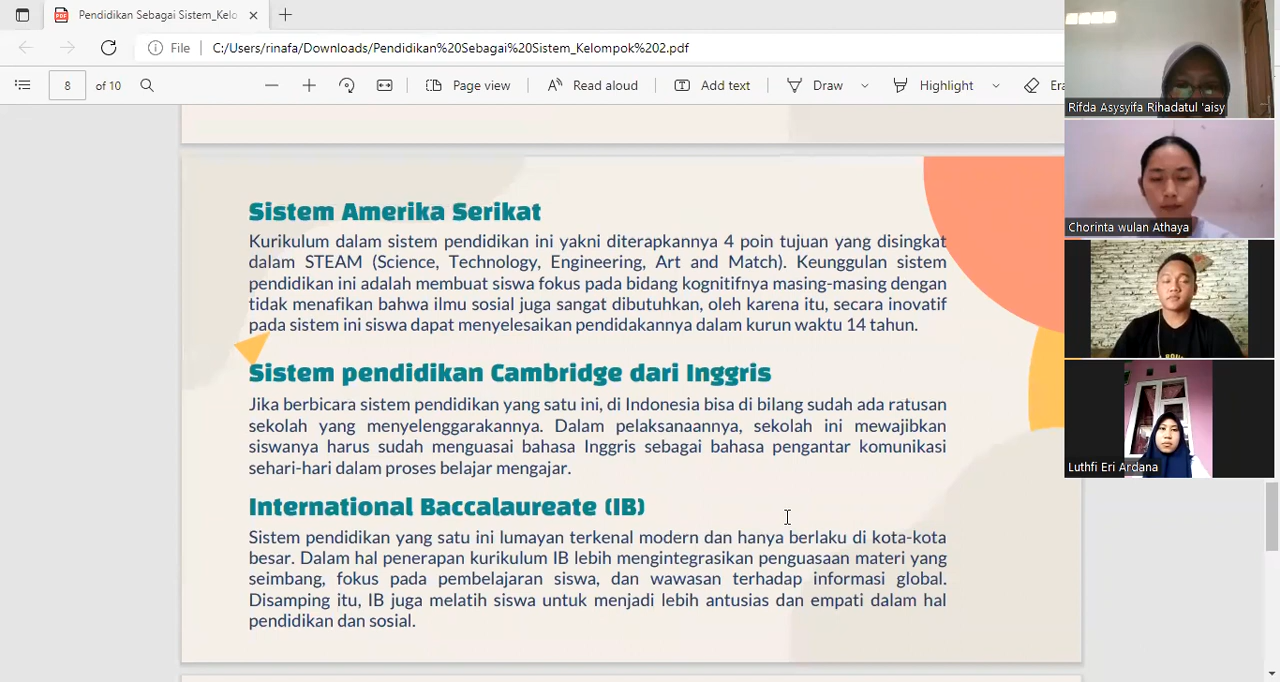 Pendidikan Sebagai Sistem_Kelo
File
C:/Users/rinafa/Downloads/Pendidikan%20Sebagai%20Sistem_Kelompok%202.pdf
8 of 10
Page view
Read aloud
Add text
Draw
Highlight
Era
Sistem Amerika Serikat
Kurikulum dalam sistem pendidikan ini yakni diterapkannya 4 poin tujuan yang disingkat
dalam STEAM (Science, Technology, Engineering, Art and Match). Keunggulan sistem
pendidikan ini adalah membuat siswa fokus pada bidang kognitifnya masing-masing dengan
tidak menafikan bahwa ilmu sosial juga sangat dibutuhkan, oleh karena itu, secara inovatif
pada sistem ini siswa dapat menyelesaikan pendidakannya dalam kurun waktu 14 tahun.
Sistem pendidikan Cambridge dari Inggris
Jika berbicara sistem pendidikan yang satu ini, di Indonesia bisa di bilang sudah ada ratusan
sekolah yang menyelenggarakannya. Dalam pelaksanaannya, sekolah ini mewajibkan
siswanya harus sudah menguasai bahasa Inggris sebagai bahasa pengantar komunikasi
sehari-hari dalam proses belajar mengajar.
International Baccalaureate (IB)
Sistem pendidikan yang satu ini lumayan terkenal modern dan hanya berlaku di kota-kota
besar. Dalam hal penerapan kurikulum IB lebih mengintegrasikan penguasaan materi yang
seimbang, fokus pada pembelajaran siswa, dan wawasan terhadap informasi global.
Disamping itu, IB juga melatih siswa untuk menjadi lebih antusias dan empati dalam hal
pendidikan dan sosial.
Rifda Asysyifa Rihadatul 'aisy
Chorinta wulan Athaya
Luthfi Eri Ardana